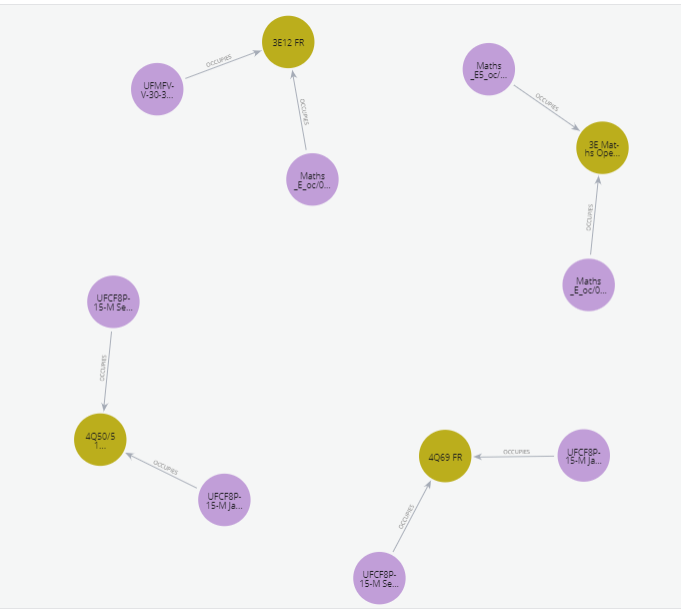 3E12 FR
OCCUPIES
UFMFV-
V-30-3...
OCCUPIES
Maths
_E_oc/0...
Maths
_ES_oc/...
OCCUPIES
3E Mat-
hs Ope...
OCCUPIES
Maths
_E_oc/0...
UFCF8P-
15-M Se...
OCCUPIES
4Q50/5
1...
OCCUPIES
UFCF8P-
15-M Ja...
4Q69 FR
OCCUPIES
UFCF8P-
15-M Ja...
OCCUPIES
UFCF8P-
15-M Se...